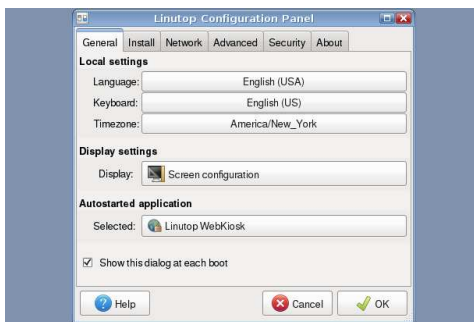 Linutop Configuration Panel
General Install Network Advanced Security About
Local settings
Language: English (USA)
Keyboard: English (US)
Timezone: America/New_York
Display settings
Display: Screen configuration
Autostarted application
Selected: Linutop WebKiosk
Show this dialog at each boot
Help Cancel OK